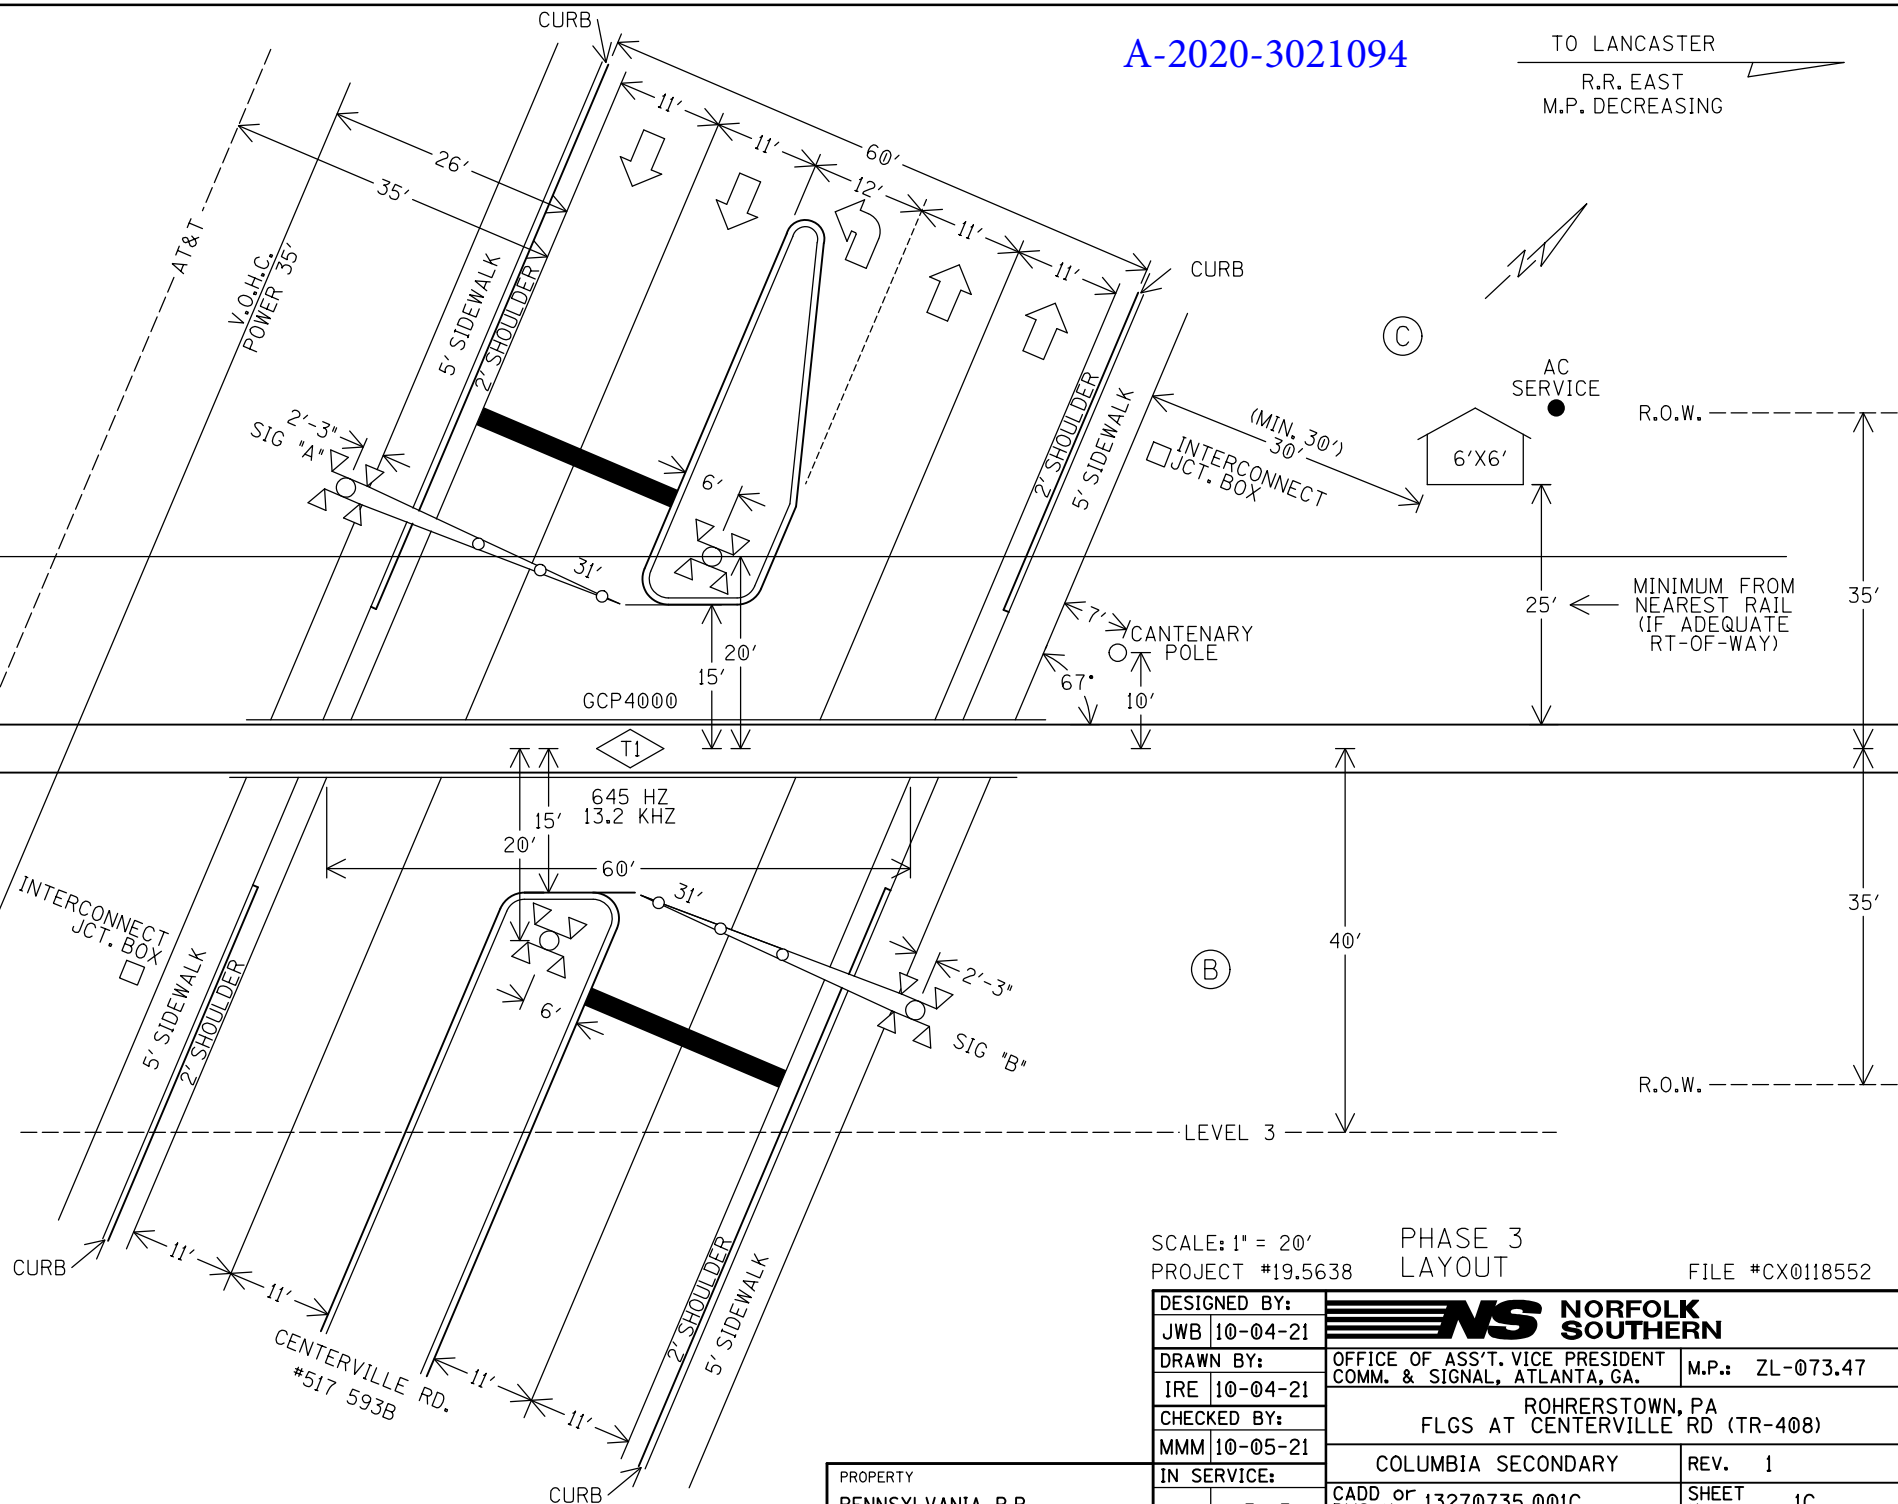 CURB
A-2020-3021094
TO LANCASTER
R.R. EAST
M.P. DECREASING
11'
11'
60'
12'
11'
11'
26'
35'
CURB
AT&T
V.O.H.C.
POWER 35'
5' SIDEWALK
2' SHOULDER
2' SHOULDER
5' SIDEWALK
C
AC
SERVICE
R.O.W.
6'X6'
(MIN. 30')
30'
INTERCONNECT
JCT. BOX
2'-3"
SIG "A"
6'
31'
25'
MINIMUM FROM
NEAREST RAIL
(IF ADEQUATE
RT-OF-WAY)
35'
7'
CANTENARY
POLE
20'
15'
67°
10'
GCP4000
T1
645 HZ
13.2 KHZ
15'
20'
60'
INTERCONNECT
JCT. BOX
31'
35'
40'
B
2'-3"
6'
SIG "B"
5' SIDEWALK
2' SHOULDER
R.O.W.
LEVEL 3
11'
11'
CURB
CENTERVILLE RD.
#517 593B
11'
11'
2' SHOULDER
5' SIDEWALK
CURB
SCALE: 1" = 20'
PHASE 3
LAYOUT
PROJECT #19.5638
FILE #CX0118552
DESIGNED BY:
JWB 10-04-21
NS NORFOLK
SOUTHERN
DRAWN BY:
IRE 10-04-21
OFFICE OF ASS'T. VICE PRESIDENT
COMM. & SIGNAL, ATLANTA, GA.
M.P.: ZL-073.47
CHECKED BY:
MMM 10-05-21
ROHRERSTOWN, PA
FLGS AT CENTERVILLE RD (TR-408)
IN SERVICE:
COLUMBIA SECONDARY
REV. 1
PROPERTY
PENNSYLVANIA R.R.
CADD or
13270735.001C
SHEET
1C